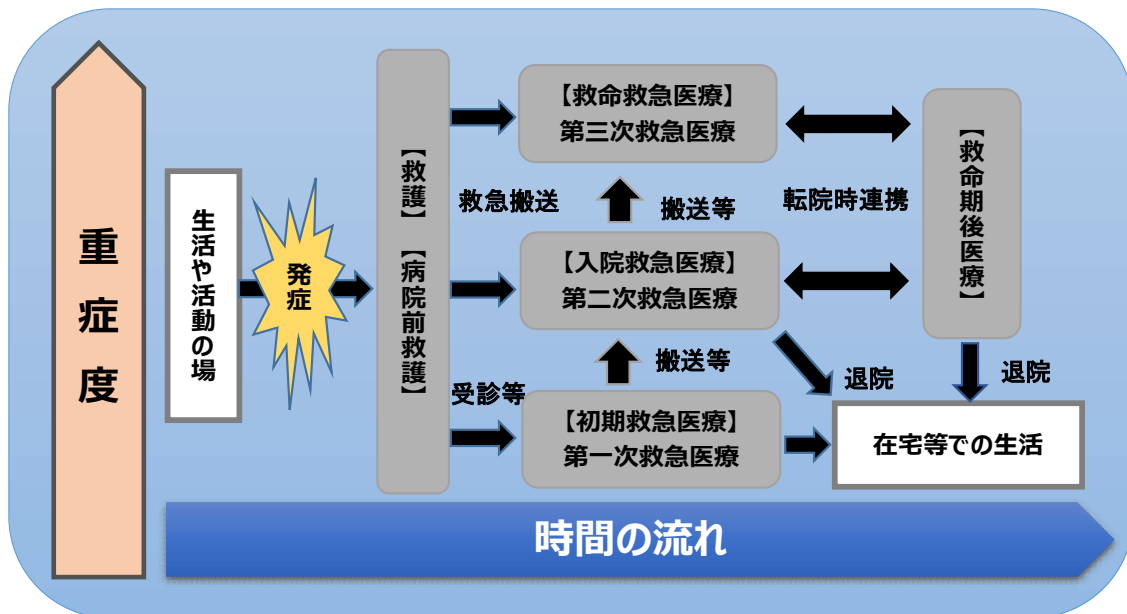 重症度
生活や活動の場
発症
【救護】【病院前救護】
救急搬送
受診等
【救命救急医療】
第三次救急医療
搬送等
【入院救急医療】
第二次救急医療
搬送等
【初期救急医療】
第一次救急医療
転院時連携
【救命期後医療】
退院
退院
在宅等での生活
時間の流れ